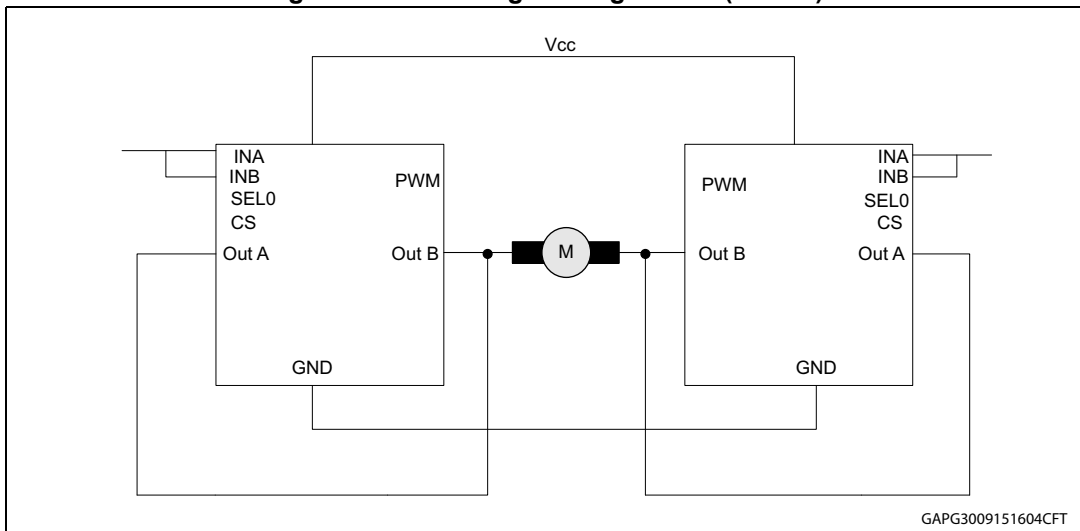 Vcc
INA
INB
SEL0
CS
PWM
Out A
Out B
GND
M
PWM
INA
INB
SEL0
CS
Out B
Out A
GND
GAPG3009151604CFT